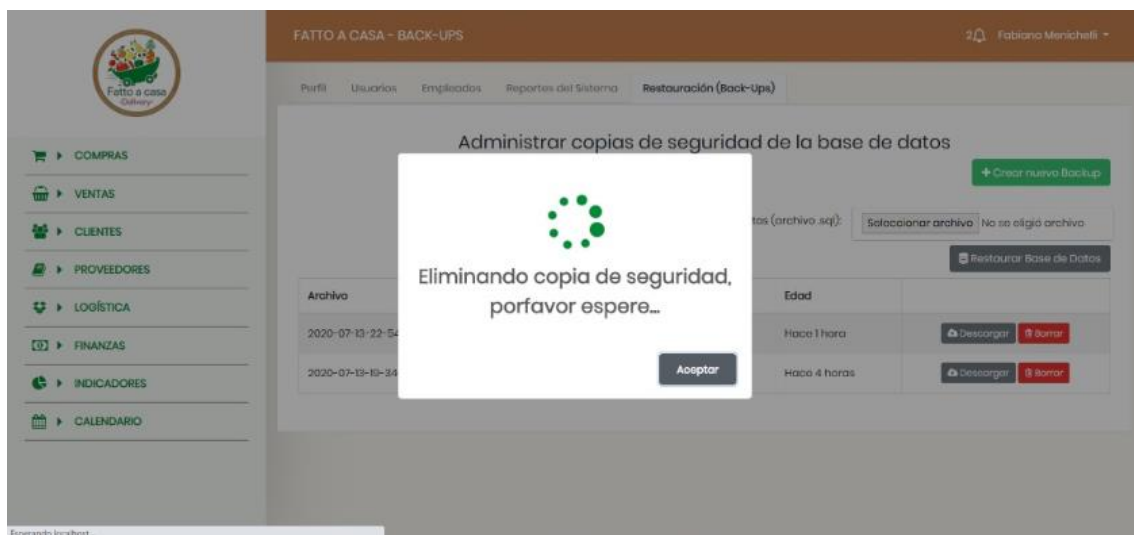 FATTO A CASA - BACK-UPS
2 Fabiano Menichelli
Fatto a casa
Delivery
Perfil Usuarios Empleados Reportes del Sistema Restauración (Back-Ups)
Administrar copias de seguridad de la base de datos
+ Crear nuevo Backup
COMPRAS
VENTAS
CLIENTES
PROVEEDORES
LOGÍSTICA
FINANZAS
INDICADORES
CALENDARIO
(archivo .sql): Seleccionar archivo No se eligió archivo
Restaurar Base de Datos
Eliminando copia de seguridad,
porfavor espere...
Aceptar
Archivo Edad
2020-07-13-22-54 Hace 1 hora Descargar Borrar
2020-07-13-19-34 Hace 4 horas Descargar Borrar
Esperando localhost